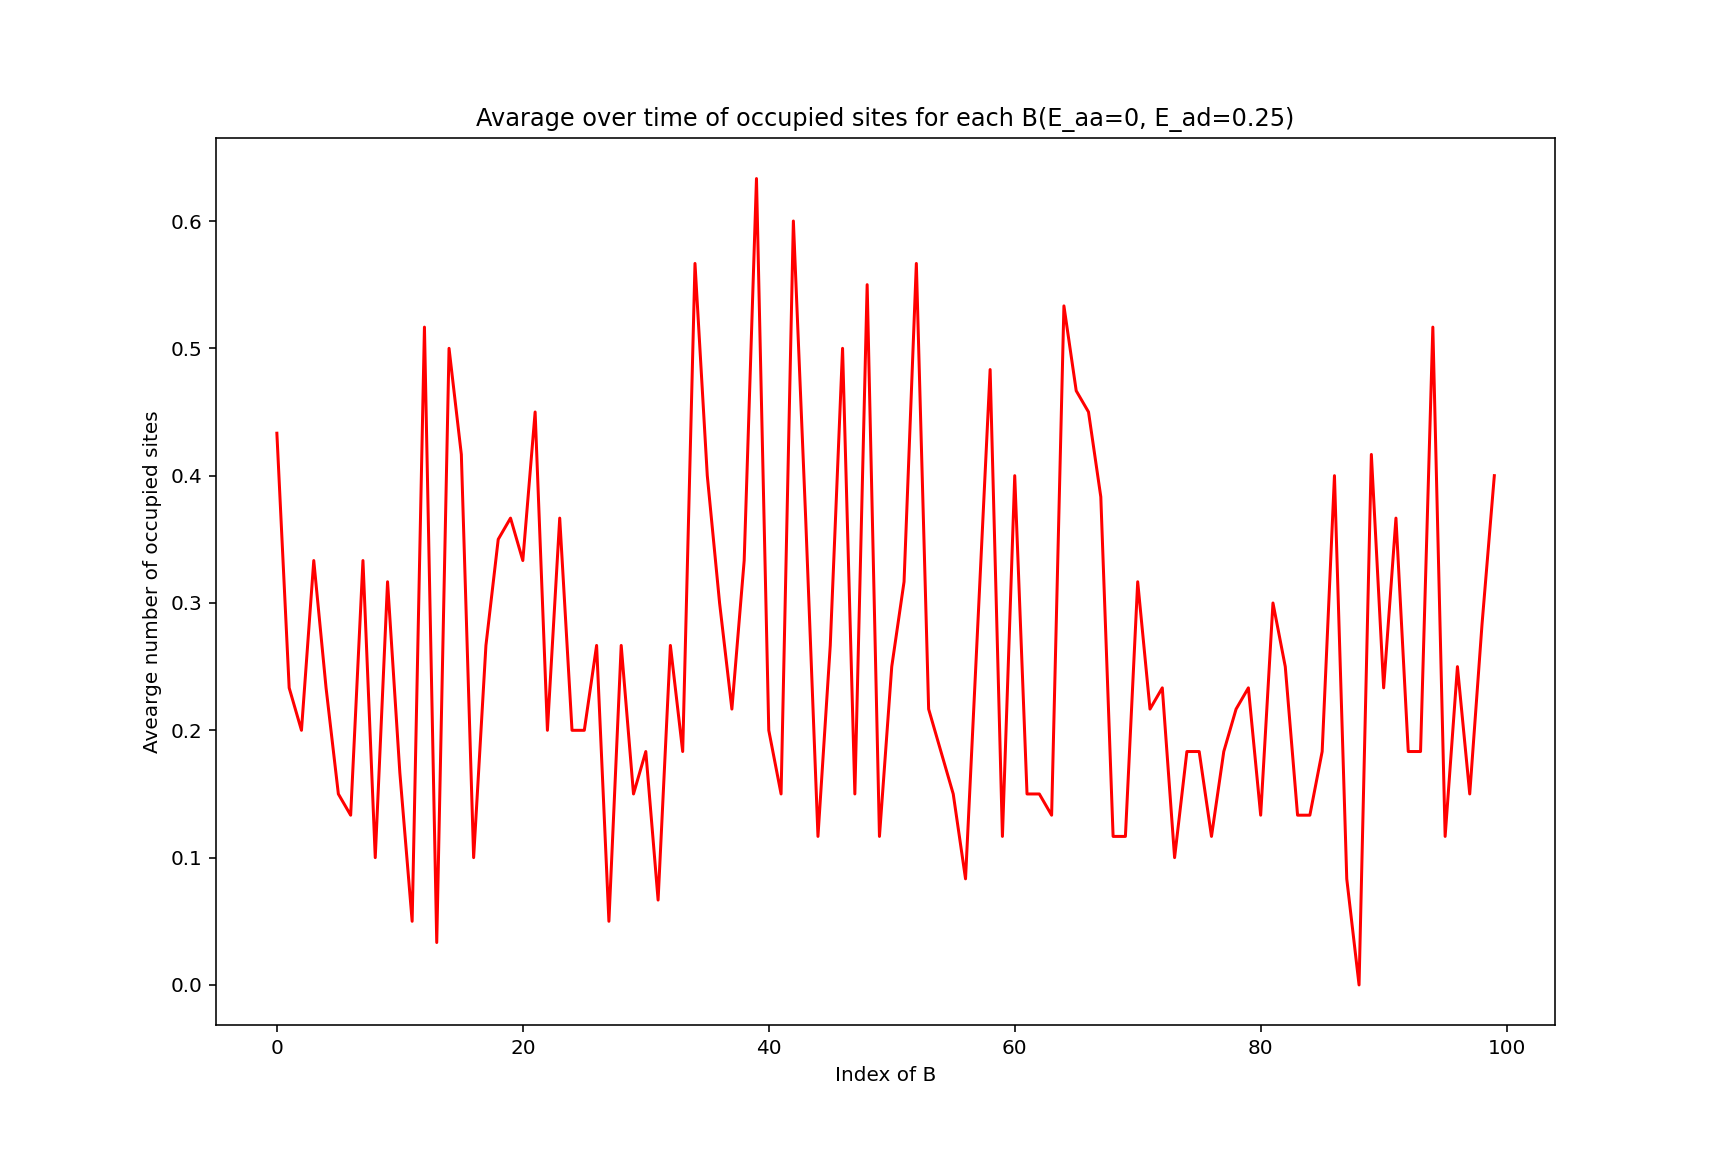 Avarage over time of occupied sites for each B(E_aa=0, E_ad=0.25)
Avearge number of occupied sites
0.6
0.5
0.4
0.3
0.2
0.1
0.0
0 20 40 60 80 100
Index of B